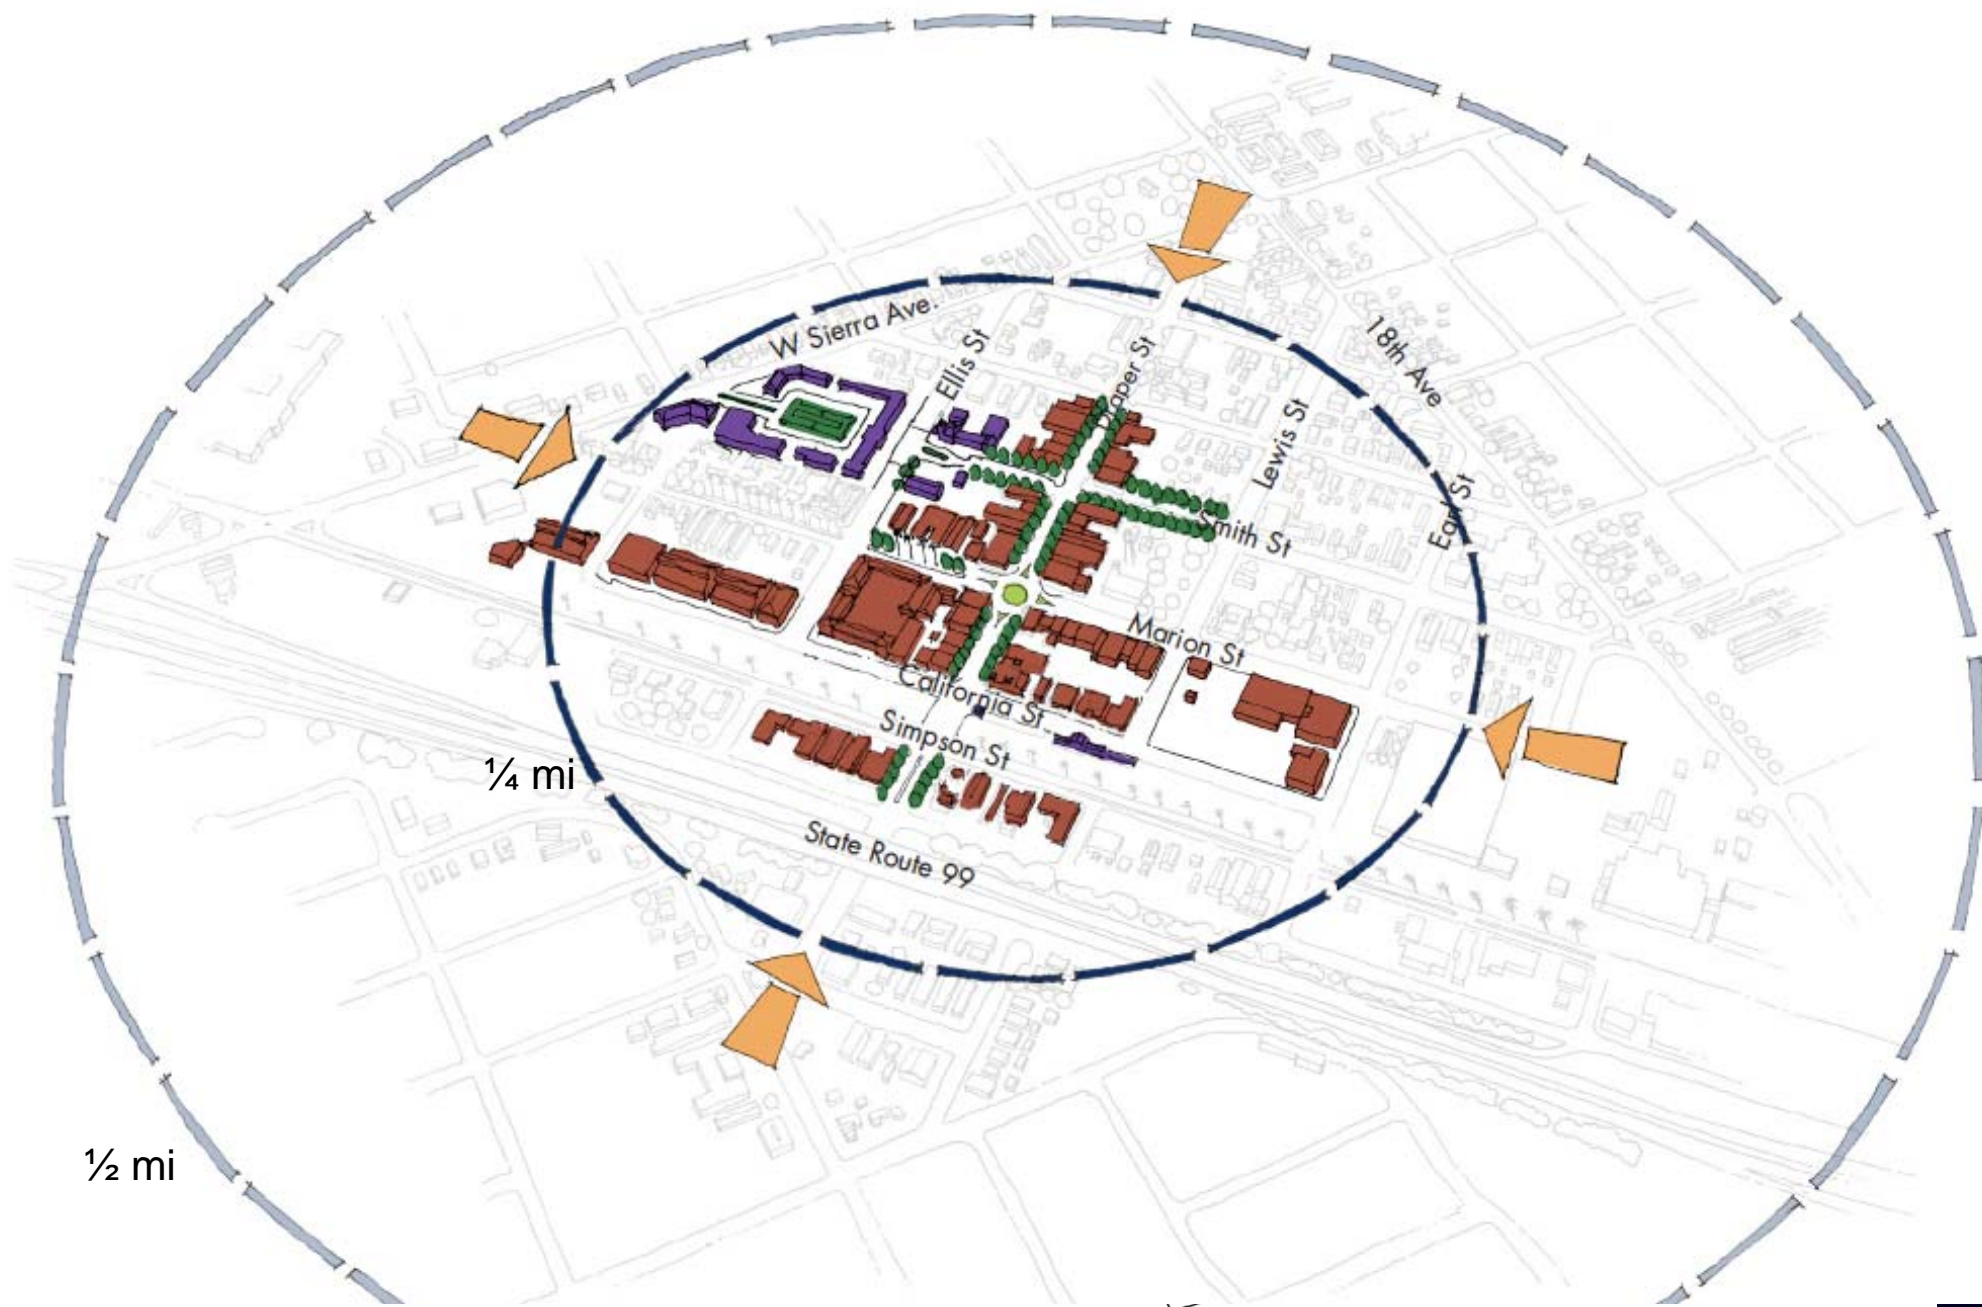 W Sierra Ave.
Ellis St
Draper St
18th Ave
Lewis St
Earl St
Smith St
Marion St
California St
Simpson St
¼ mi
State Route 99
½ mi